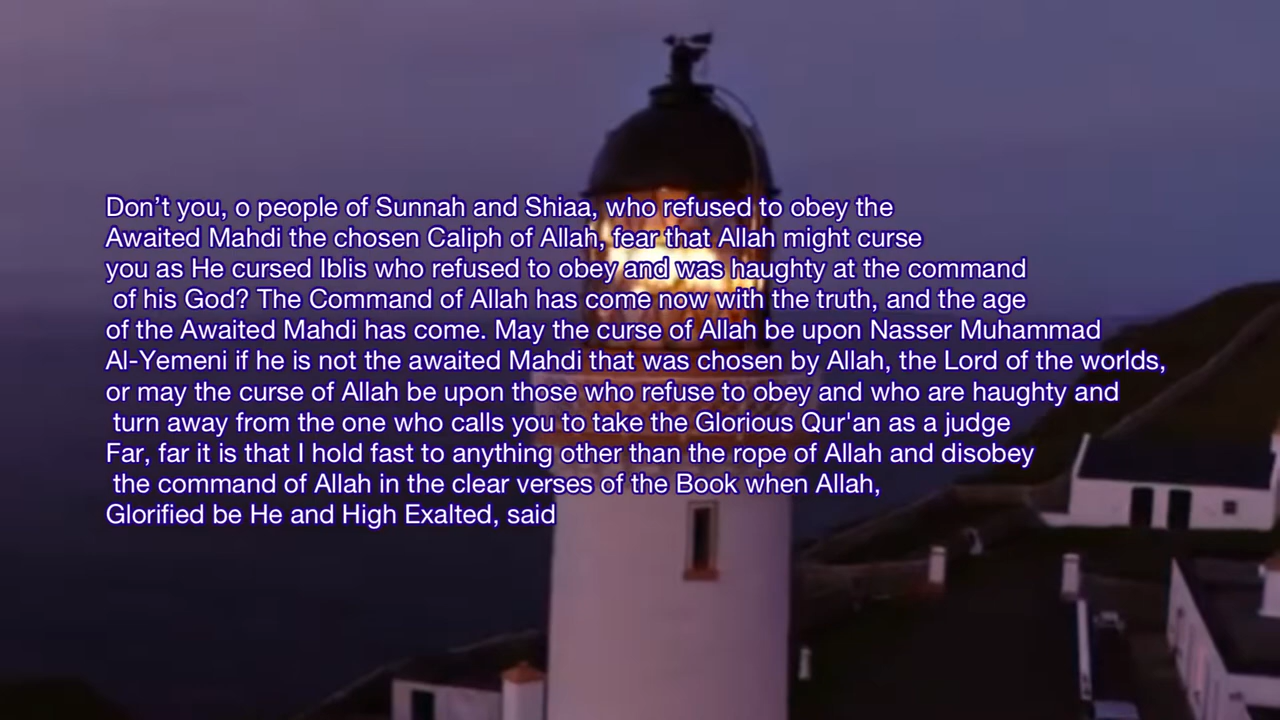 Don’t you, o people of Sunnah and Shiaa, who refused to obey the
Awaited Mahdi the chosen Caliph of Allah, fear that Allah might curse
you as He cursed Iblis who refused to obey and was haughty at the command
of his God? The Command of Allah has come now with the truth, and the age
of the Awaited Mahdi has come. May the curse of Allah be upon Nasser Muhammad
Al-Yemeni if he is not the awaited Mahdi that was chosen by Allah, the Lord of the worlds,
or may the curse of Allah be upon those who refuse to obey and who are haughty and
turn away from the one who calls you to take the Glorious Qur'an as a judge
Far, far it is that I hold fast to anything other than the rope of Allah and disobey
the command of Allah in the clear verses of the Book when Allah,
Glorified be He and High Exalted, said